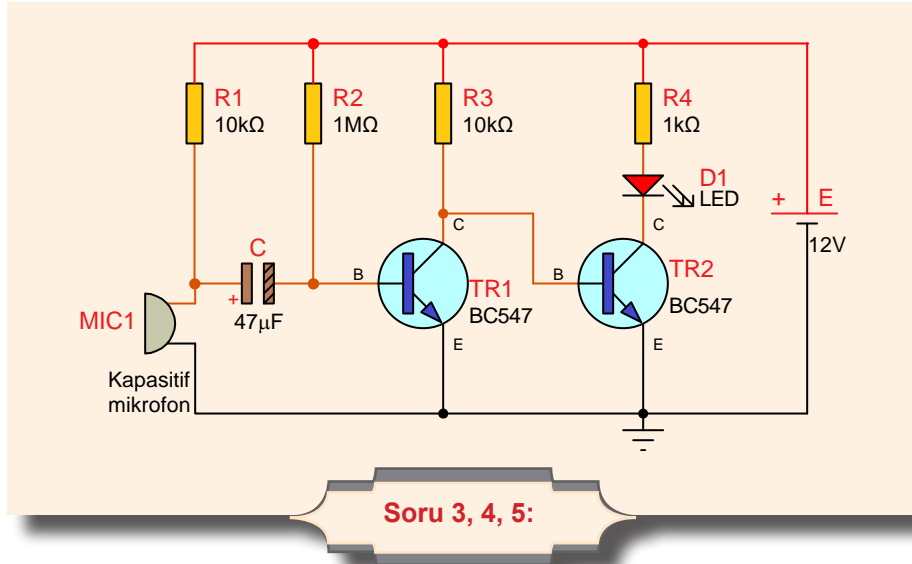 R1
10kΩ
R2
1MΩ
R3
10kΩ
R4
1kΩ
D1
LED
+ E
12V
C
+
47µF
MIC1
Kapasitif
mikrofon
B
C
E
TR1
BC547
B
C
E
TR2
BC547
Soru 3, 4, 5: